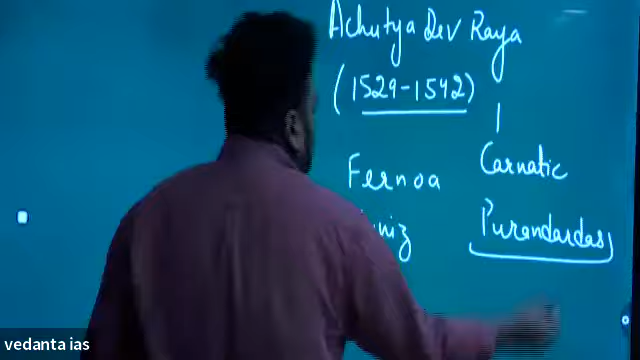 Achutya Dev Raya
(1529-1542)
Carnatic
Fernoa
Purandardas
vedanta ias